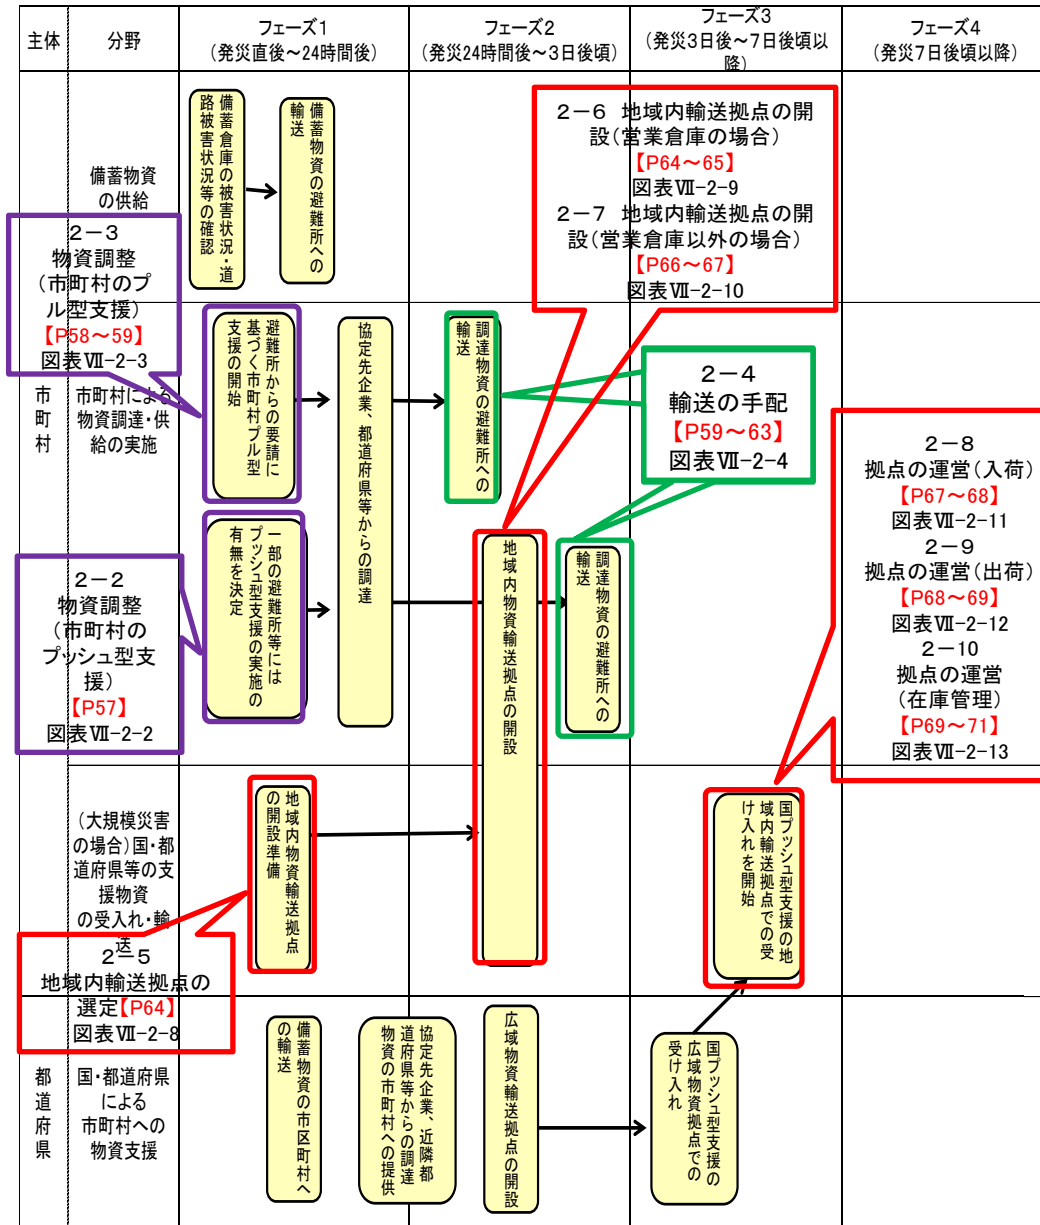 主体
分野
フェーズ1
(発災直後～24時間後)
フェーズ2
(発災24時間後～3日後頃)
フェーズ3
(発災3日後～7日後頃以
降)
フェーズ4
(発災7日後頃以降)
備蓄物資
の供給
備蓄倉庫の被害状況・道
路被害状況等の確認
備蓄物資の避難所への
輸送
2－6 地域内輸送拠点の開
設(営業倉庫の場合)
【P64～65】
図表Ⅶ-2-9
2－7 地域内輸送拠点の開
設(営業倉庫以外の場合)
【P66～67】
図表Ⅶ-2-10
2－3
物資調整
(市町村のプ
ル型支援)
【P58～59】
図表Ⅶ-2-3
市
町
村
市町村による
物資調達・供
給の実施
避難所からの要請に
基づく市町村プル型
支援の開始
協定先企業、都道府県等からの調達
調達物資の避難所への
輸送
2－4
輸送の手配
【P59～63】
図表Ⅶ-2-4
2－8
拠点の運営(入荷)
【P67～68】
図表Ⅶ-2-11
2－9
拠点の運営(出荷)
【P68～69】
図表Ⅶ-2-12
2－10
拠点の運営
(在庫管理)
【P69～71】
図表Ⅶ-2-13
2－2
物資調整
(市町村の
プッシュ型支
援)
【P57】
図表Ⅶ-2-2
一部の避難所等には
プッシュ型支援の実施の
有無を決定
地域内物資輸送拠点の開設
調達物資の避難所への
輸送
(大規模災害
の場合)国・都
道府県等の支
援物資
の受入れ・輸
送
地域内物資輸送拠点
の開設準備
国プッシュ型支援の地
域内輸送拠点での受
け入れを開始
2－5
地域内輸送拠点の
選定【P64】
図表Ⅶ-2-8
都
道
府
県
国・都道府県
による
市町村への
物資支援
備蓄物資の市区町村へ
の輸送
協定先企業、近隣都
道府県等からの調達
物資の市町村への提供
広域物資輸送拠点の開設
国プッシュ型支援の
広域物資拠点での
受け入れ